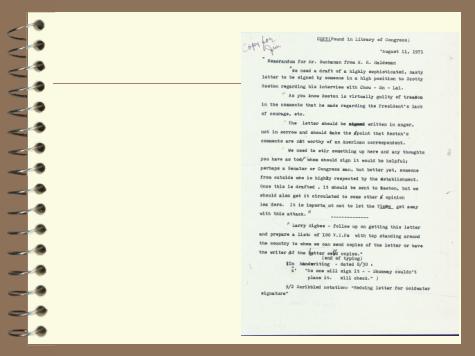 Copy for
COPY(Found in Library of Congress)
"August 11, 1971
" Memorandum for Mr. Buchanan from H. R. Haldeman
"We need a draft of a highly sophisticated, nasty
letter to be signed by someone in a high position to Scotty
Reston regarding his interview with Chou - En - Lai.
" As you know Reston is virtually guilty of treason
in the comments that he made regarding the President's lack
of courage, etc.
" The letter should be written in anger,
not in sorrow and should make the point that Reston's
comments are not worthy of an American correspondent.
" We need to stir something up here and any thoughts
you have as to whom should sign it would be helpful;
perhaps a Senator or Congress man, but better yet, someone
from outside who is highly respected by the establishment.
Once this is drafted , it should be sent to Reston, but we
should also get it circulated to some other opinion
lea ders. It is important not to let the get away
with this attack. "
--------------
" Larry Higbee - follow up on getting this letter
and prepare a list of 100 V.I.Ps with top standing around
the country to whom we can send copies of the letter or have
the writer of the letter send copies."
(end of typing)
(In handwriting - dated 8/30 :
"No one will sign it - - couldn't
place it. will check." )
9/2 Scribbled notation: letter for Goldwater
signature"